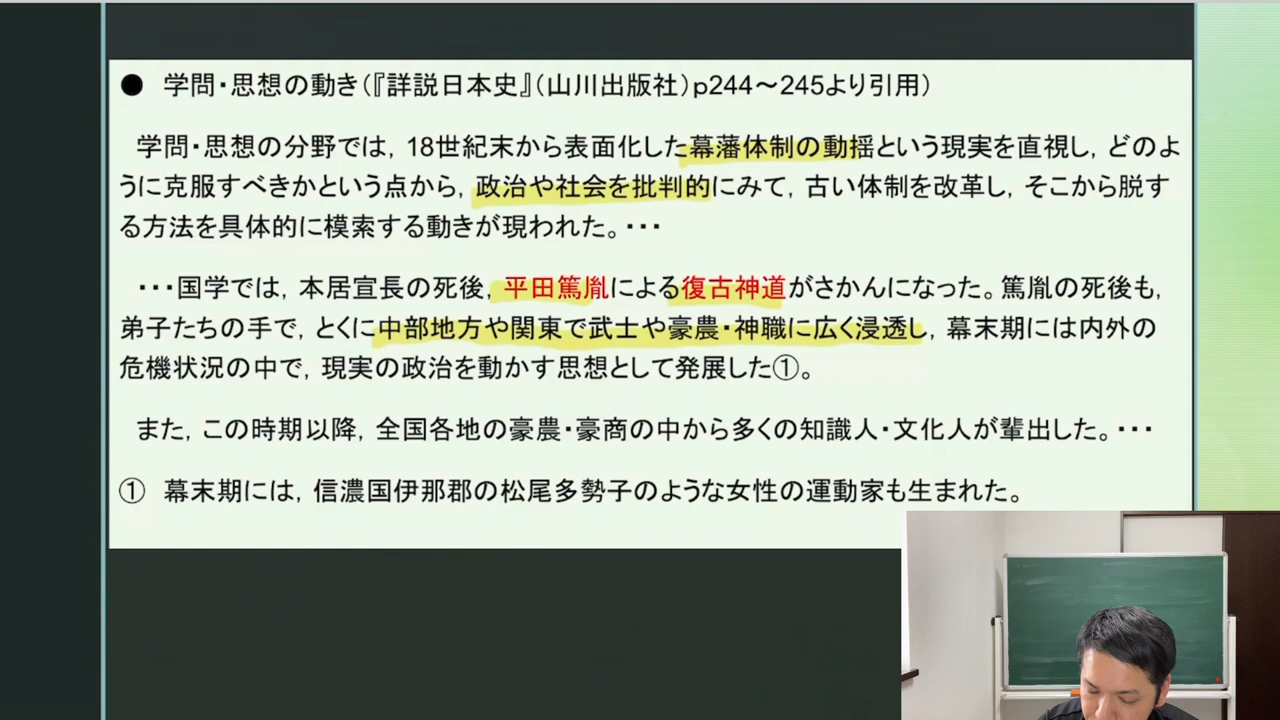 ● 学問・思想の動き（『詳説日本史』（山川出版社）p244～245より引用）
学問・思想の分野では，18世紀末から表面化した幕藩体制の動揺という現実を直視し，どのよ
うに克服すべきかという点から，政治や社会を批判的にみて，古い体制を改革し，そこから脱す
る方法を具体的に模索する動きが現われた。・・・
・・・国学では，本居宣長の死後，平田篤胤による復古神道がさかんになった。篤胤の死後も，
弟子たちの手で，とくに中部地方や関東で武士や豪農・神職に広く浸透し，幕末期には内外の
危機状況の中で，現実の政治を動かす思想として発展した①。
また，この時期以降，全国各地の豪農・豪商の中から多くの知識人・文化人が輩出した。・・・
① 幕末期には，信濃国伊那郡の松尾多勢子のような女性の運動家も生まれた。